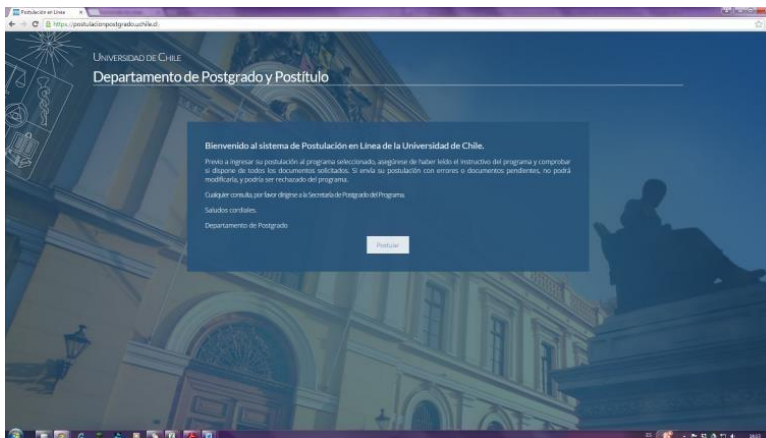 Postulación en Línea
https://postulacionpostgrado.uchile.cl
UNIVERSIDAD DE CHILE
Departamento de Postgrado y Postítulo
Bienvenido al sistema de Postulación en Línea de la Universidad de Chile.
Previo a ingresar su postulación al programa seleccionado, asegúrese de haber leído el instructivo del programa y comprobar
si dispone de todos los documentos solicitados. Si envía su postulación con errores o documentos pendientes, no podrá
modificarla, y podría ser rechazado del programa.
Cualquier consulta, por favor dirigirse a la Secretaría de Postgrado del Programa.
Saludos cordiales,
Departamento de Postgrado
Postular